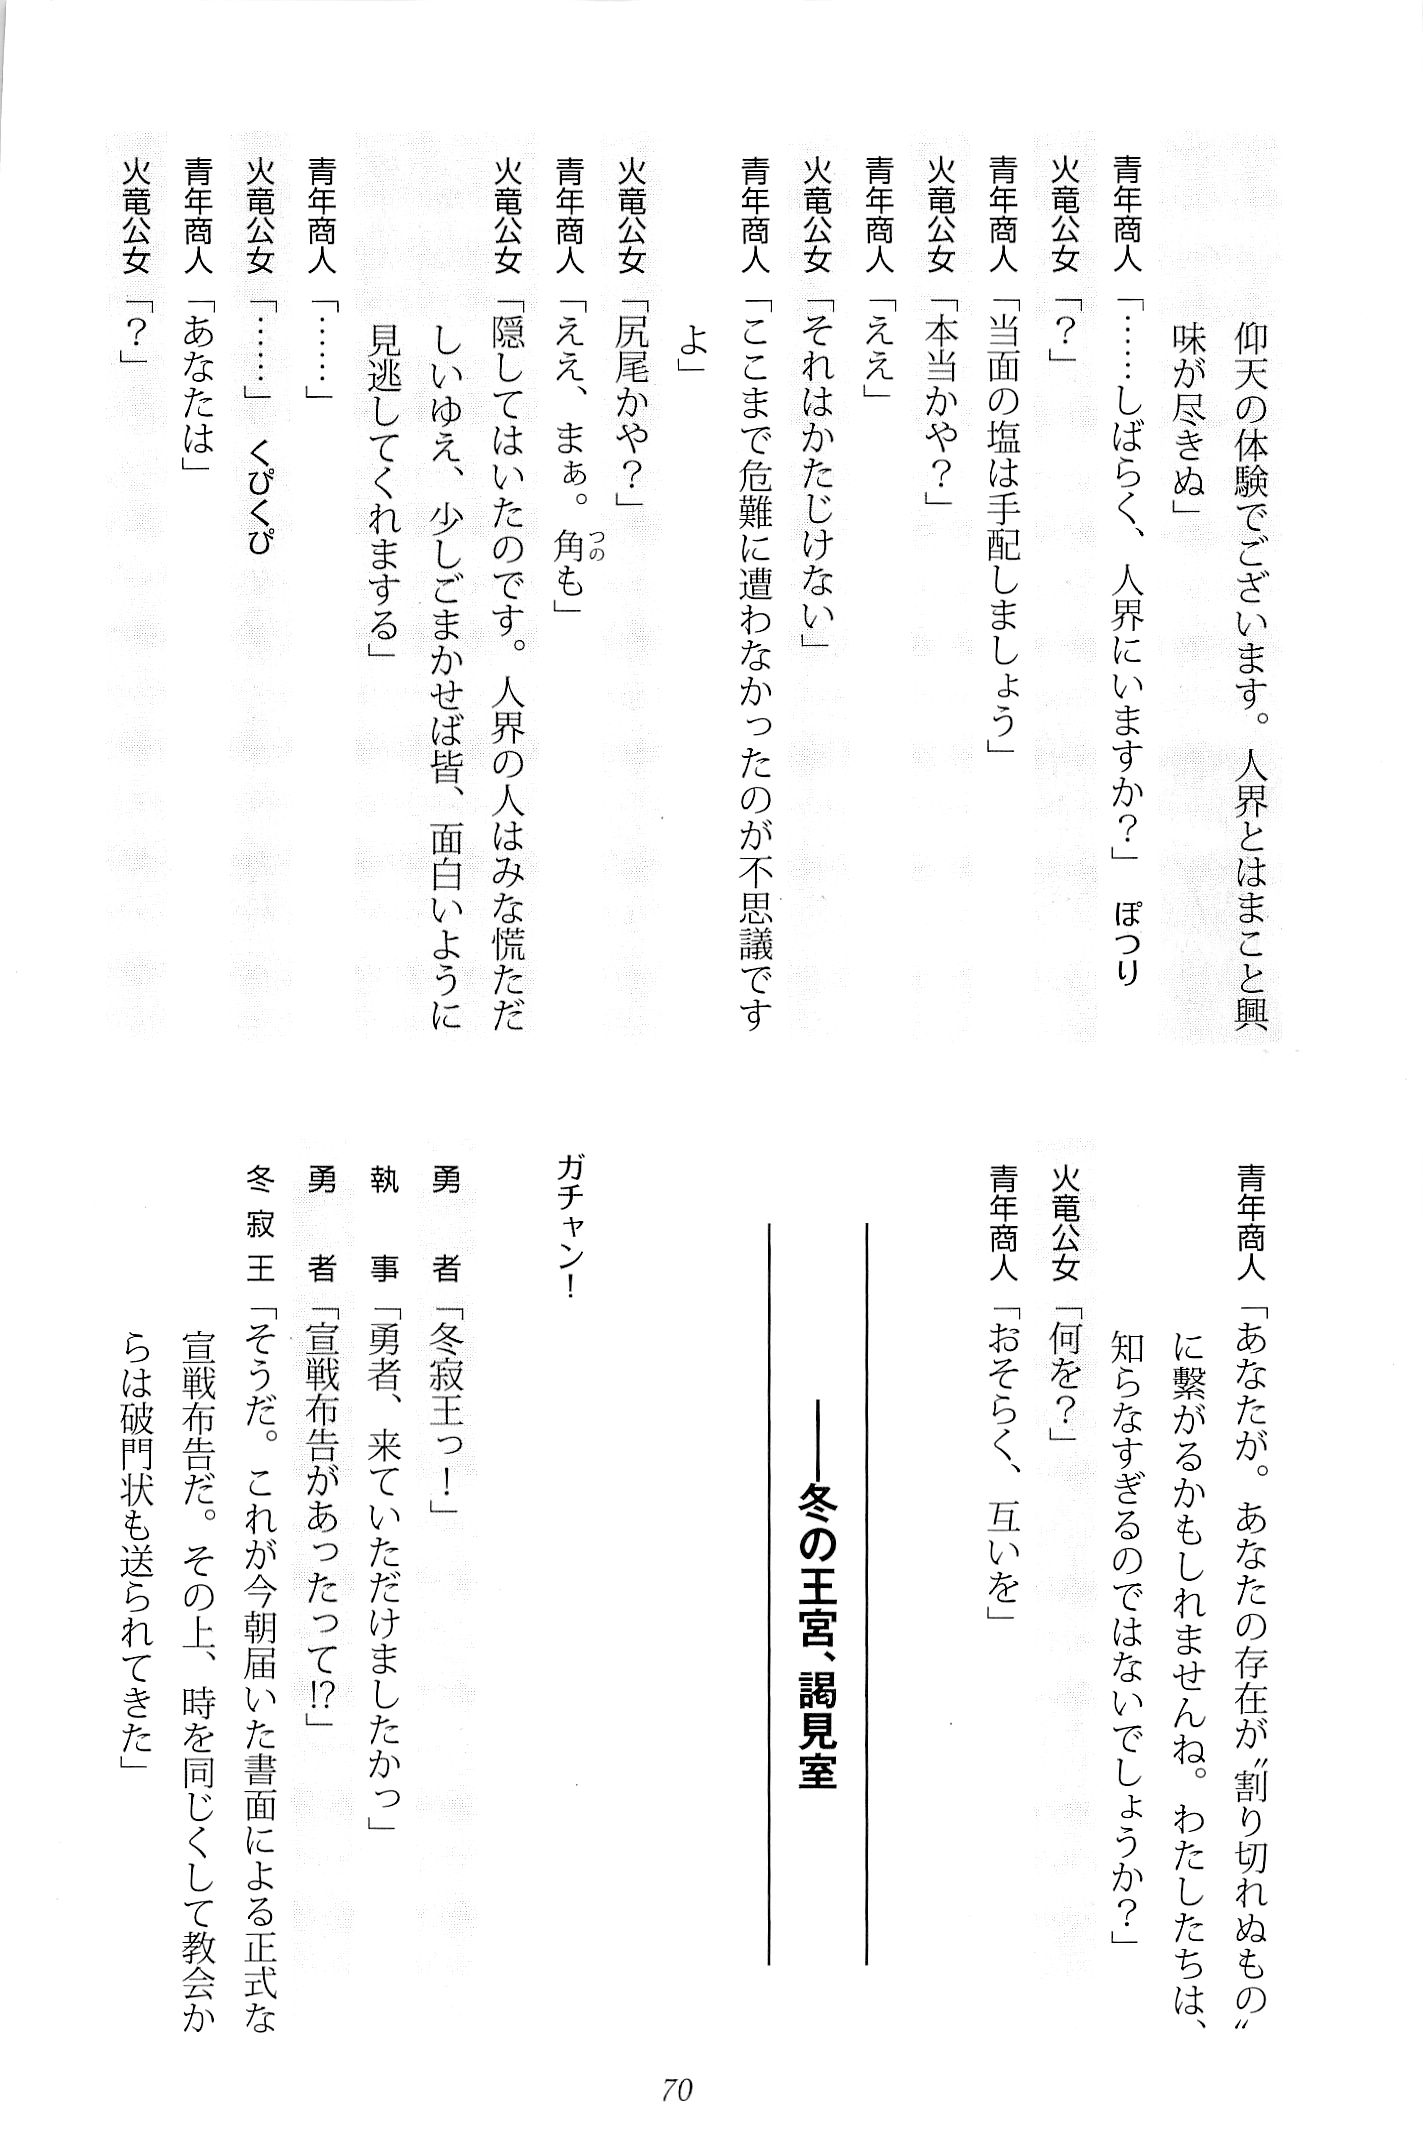 仰天の体験でございます。人界とはまこと興
味が尽きぬ」
青年商人「……しばらく、人界にいますか？」　ぽつり
火竜公女「？」
青年商人「当面の塩は手配しましょう」
火竜公女「本当かや？」
青年商人「ええ」
火竜公女「それはかたじけない」
青年商人「ここまで危難に遭わなかったのが不思議です
よ」
火竜公女「尻尾かや？」
青年商人「ええ、まぁ。角つのも」
火竜公女「隠してはいたのです。人界の人はみな慌ただ
しいゆえ、少しごまかせば皆、面白いように
見逃してくれまする」
青年商人「……」
火竜公女「……」　くぴくぴ
青年商人「あなたは」
火竜公女「？」
青年商人「あなたが。あなたの存在が〝割り切れぬもの〟
に繋がるかもしれませんね。わたしたちは、
知らなすぎるのではないでしょうか？」
火竜公女「何を？」
青年商人「おそらく、互いを」
――冬の王宮、謁見室
ガチャン！
勇者「冬寂王っ！」
執事「勇者、来ていただけましたかっ」
勇者「宣戦布告があったって!?」
冬寂王「そうだ。これが今朝届いた書面による正式な
宣戦布告だ。その上、時を同じくして教会か
らは破門状も送られてきた」
70